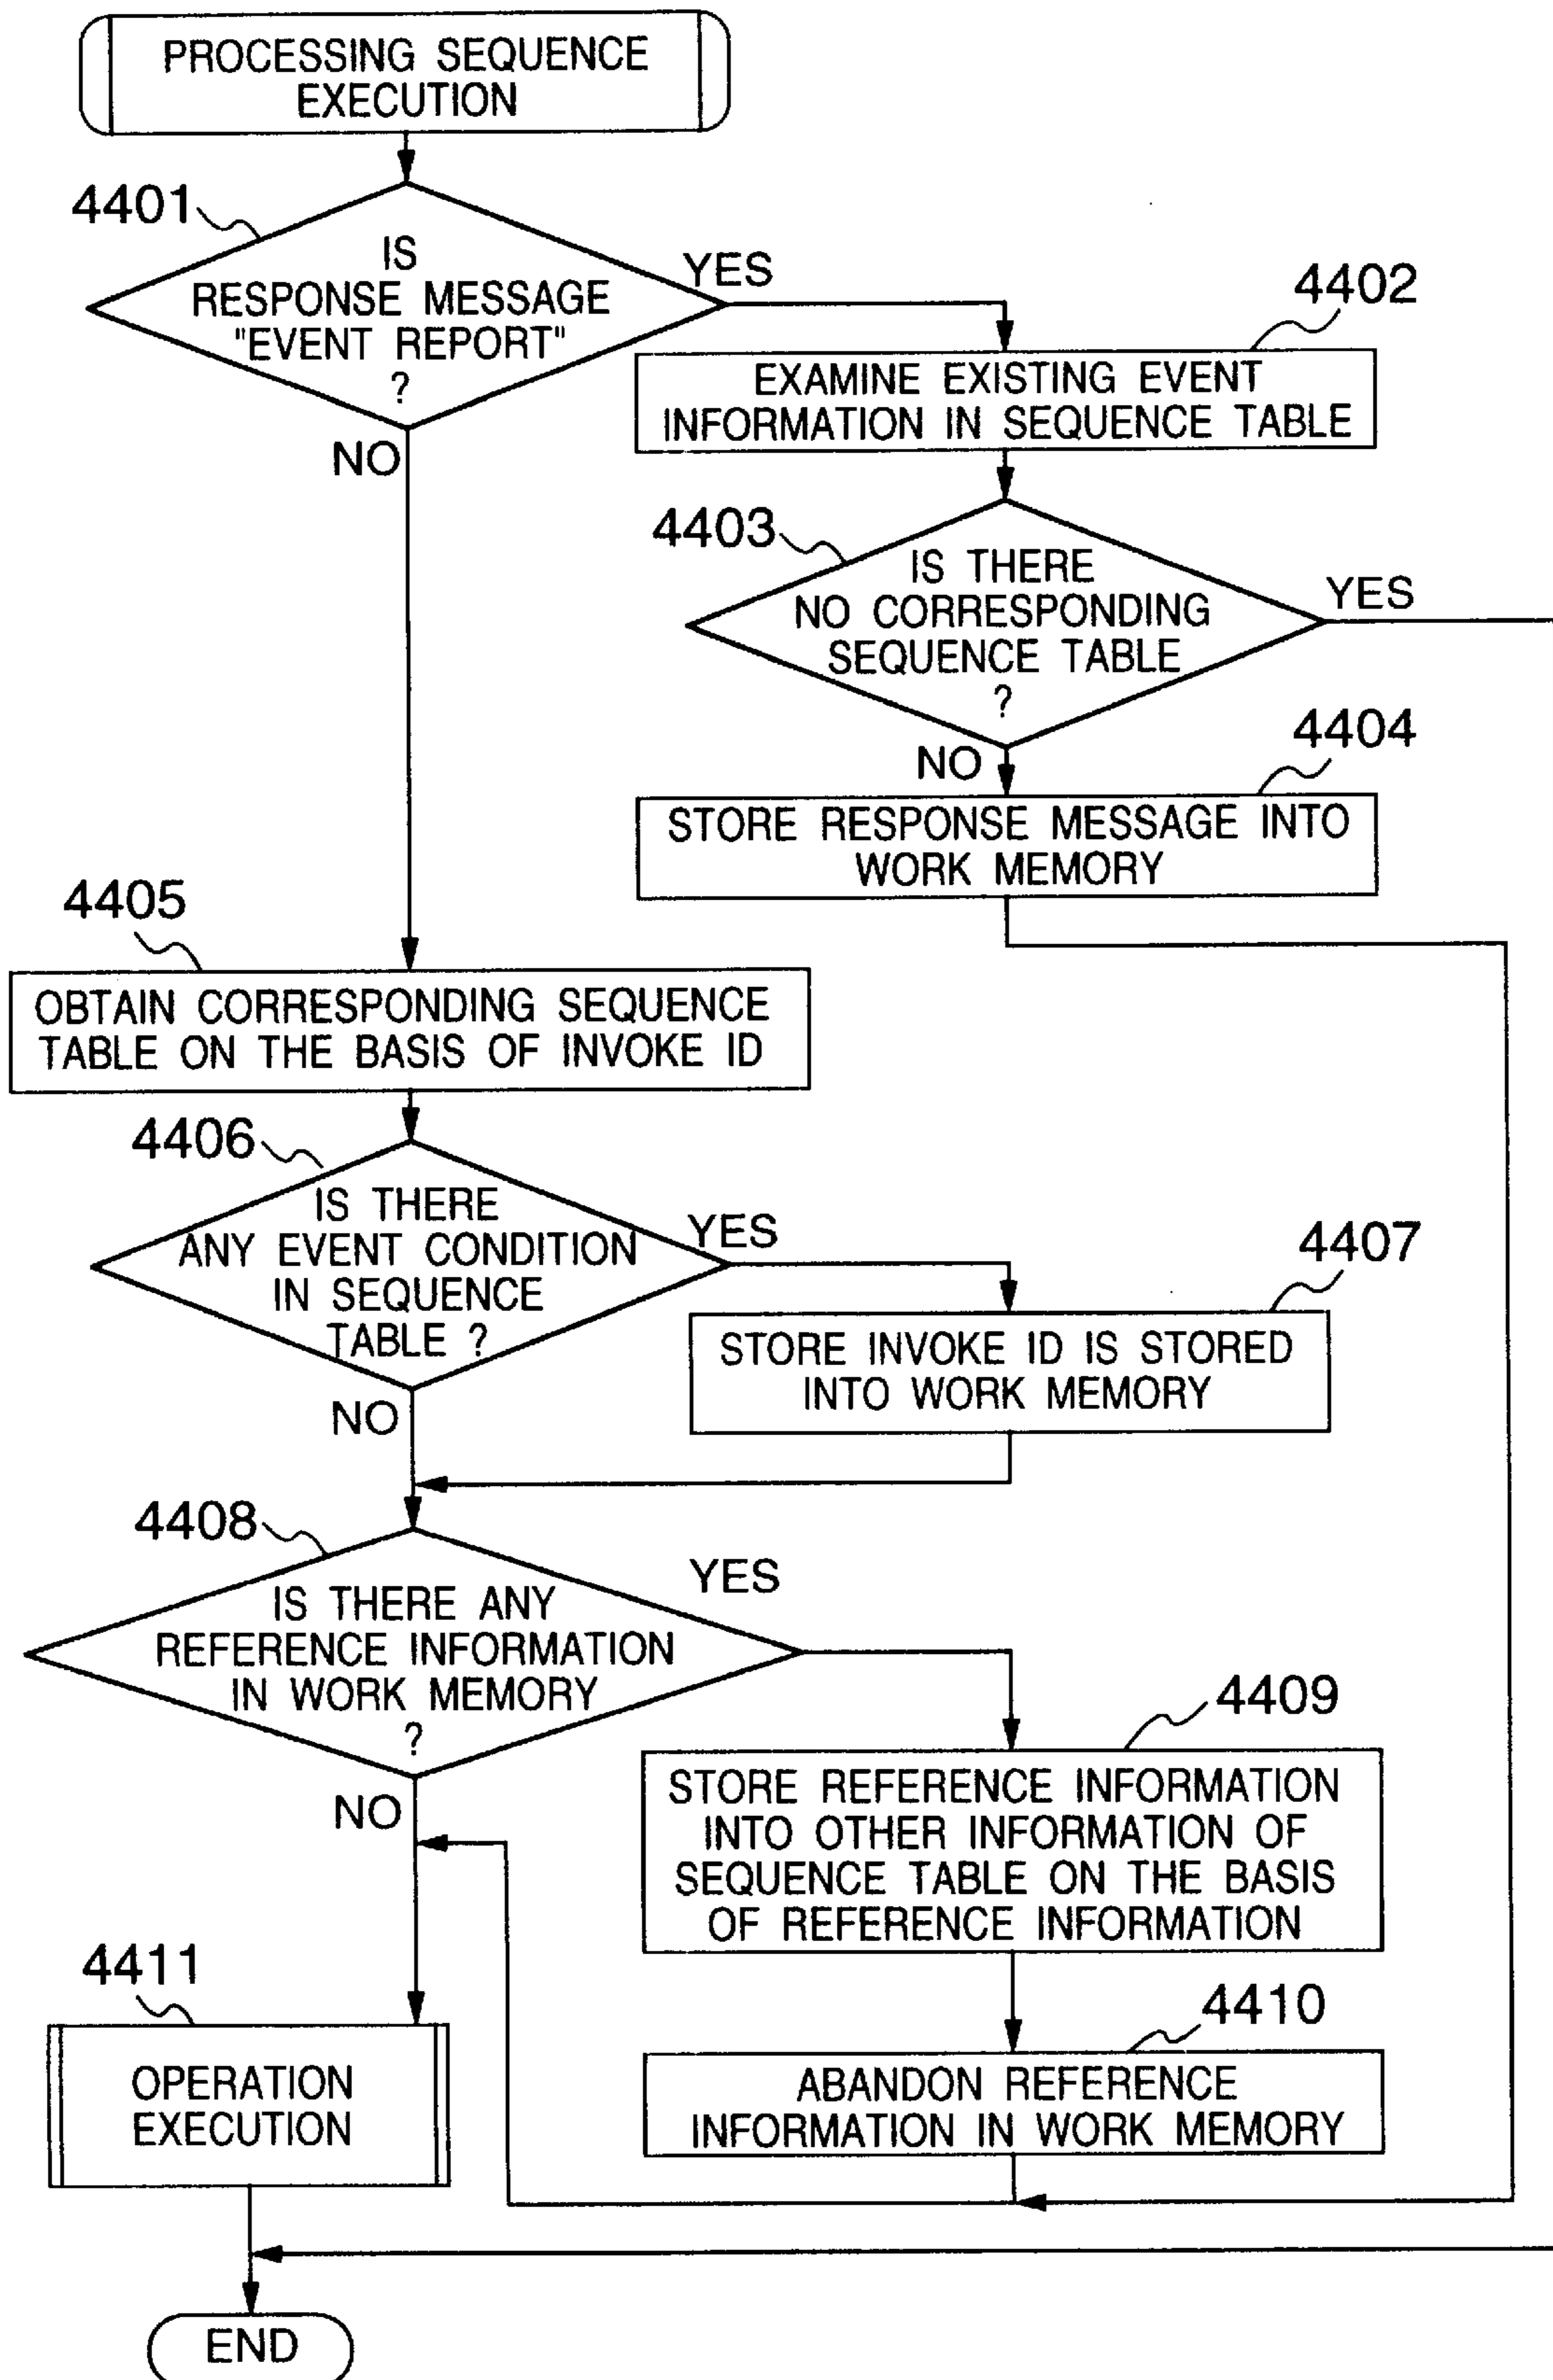 PROCESSING SEQUENCE
EXECUTION
4401
IS
RESPONSE MESSAGE
"EVENT REPORT"
?
YES
NO
4402
EXAMINE EXISTING EVENT
INFORMATION IN SEQUENCE TABLE
4403
IS THERE
NO CORRESPONDING
SEQUENCE TABLE
?
YES
NO
4404
STORE RESPONSE MESSAGE INTO
WORK MEMORY
4405
OBTAIN CORRESPONDING SEQUENCE
TABLE ON THE BASIS OF INVOKE ID
4406
IS THERE
ANY EVENT CONDITION
IN SEQUENCE
TABLE ?
YES
NO
4407
STORE INVOKE ID IS STORED
INTO WORK MEMORY
4408
IS THERE ANY
REFERENCE INFORMATION
IN WORK MEMORY
?
YES
NO
4409
STORE REFERENCE INFORMATION
INTO OTHER INFORMATION OF
SEQUENCE TABLE ON THE BASIS
OF REFERENCE INFORMATION
4410
ABANDON REFERENCE
INFORMATION IN WORK MEMORY
4411
OPERATION
EXECUTION
END